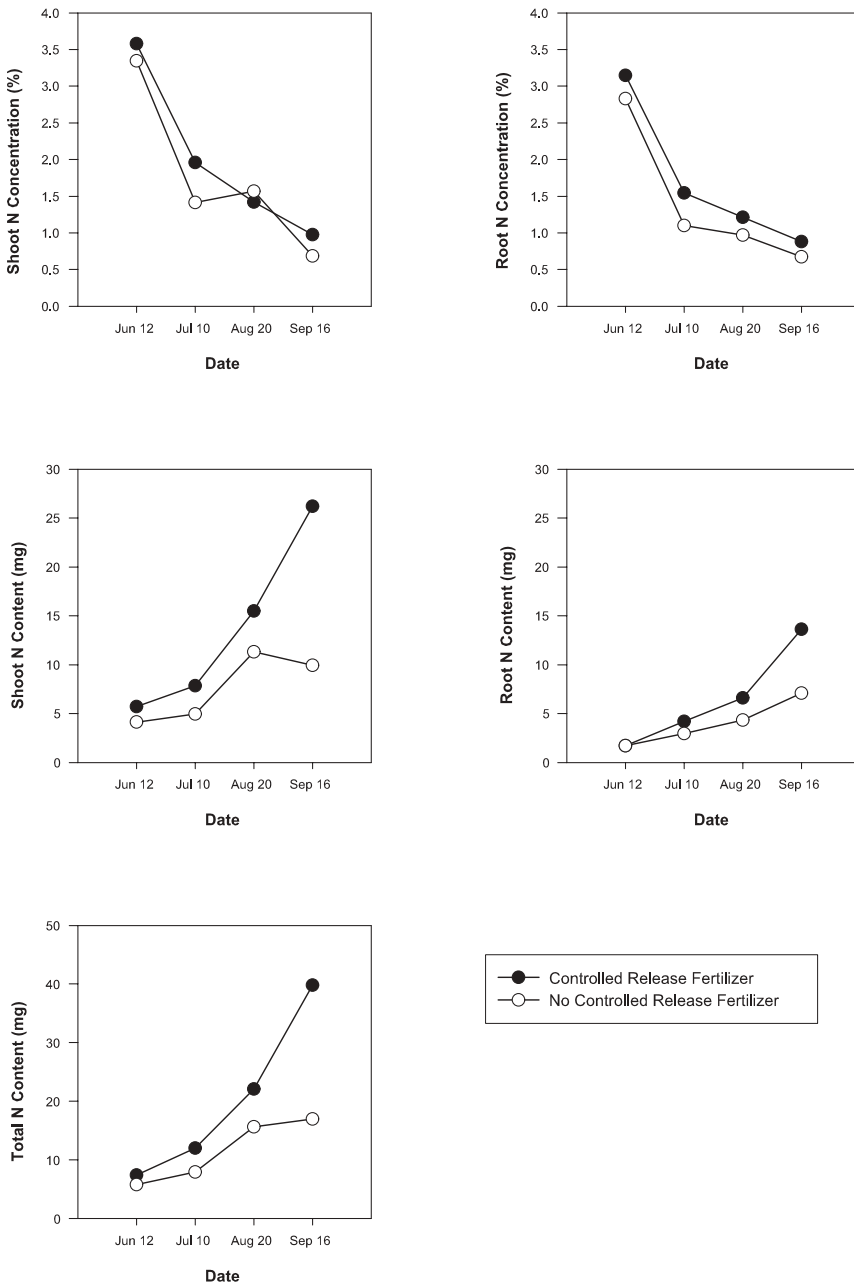 Shoot N Concentration (%)
4.0
3.5
3.0
2.5
2.0
1.5
1.0
0.5
0.0
Jun 12 Jul 10 Aug 20 Sep 16
Date
Root N Concentration (%)
4.0
3.5
3.0
2.5
2.0
1.5
1.0
0.5
0.0
Jun 12 Jul 10 Aug 20 Sep 16
Date
Shoot N Content (mg)
30
25
20
15
10
5
0
Jun 12 Jul 10 Aug 20 Sep 16
Date
Root N Content (mg)
30
25
20
15
10
5
0
Jun 12 Jul 10 Aug 20 Sep 16
Date
Total N Content (mg)
50
40
30
20
10
0
Jun 12 Jul 10 Aug 20 Sep 16
Date
Controlled Release Fertilizer
No Controlled Release Fertilizer